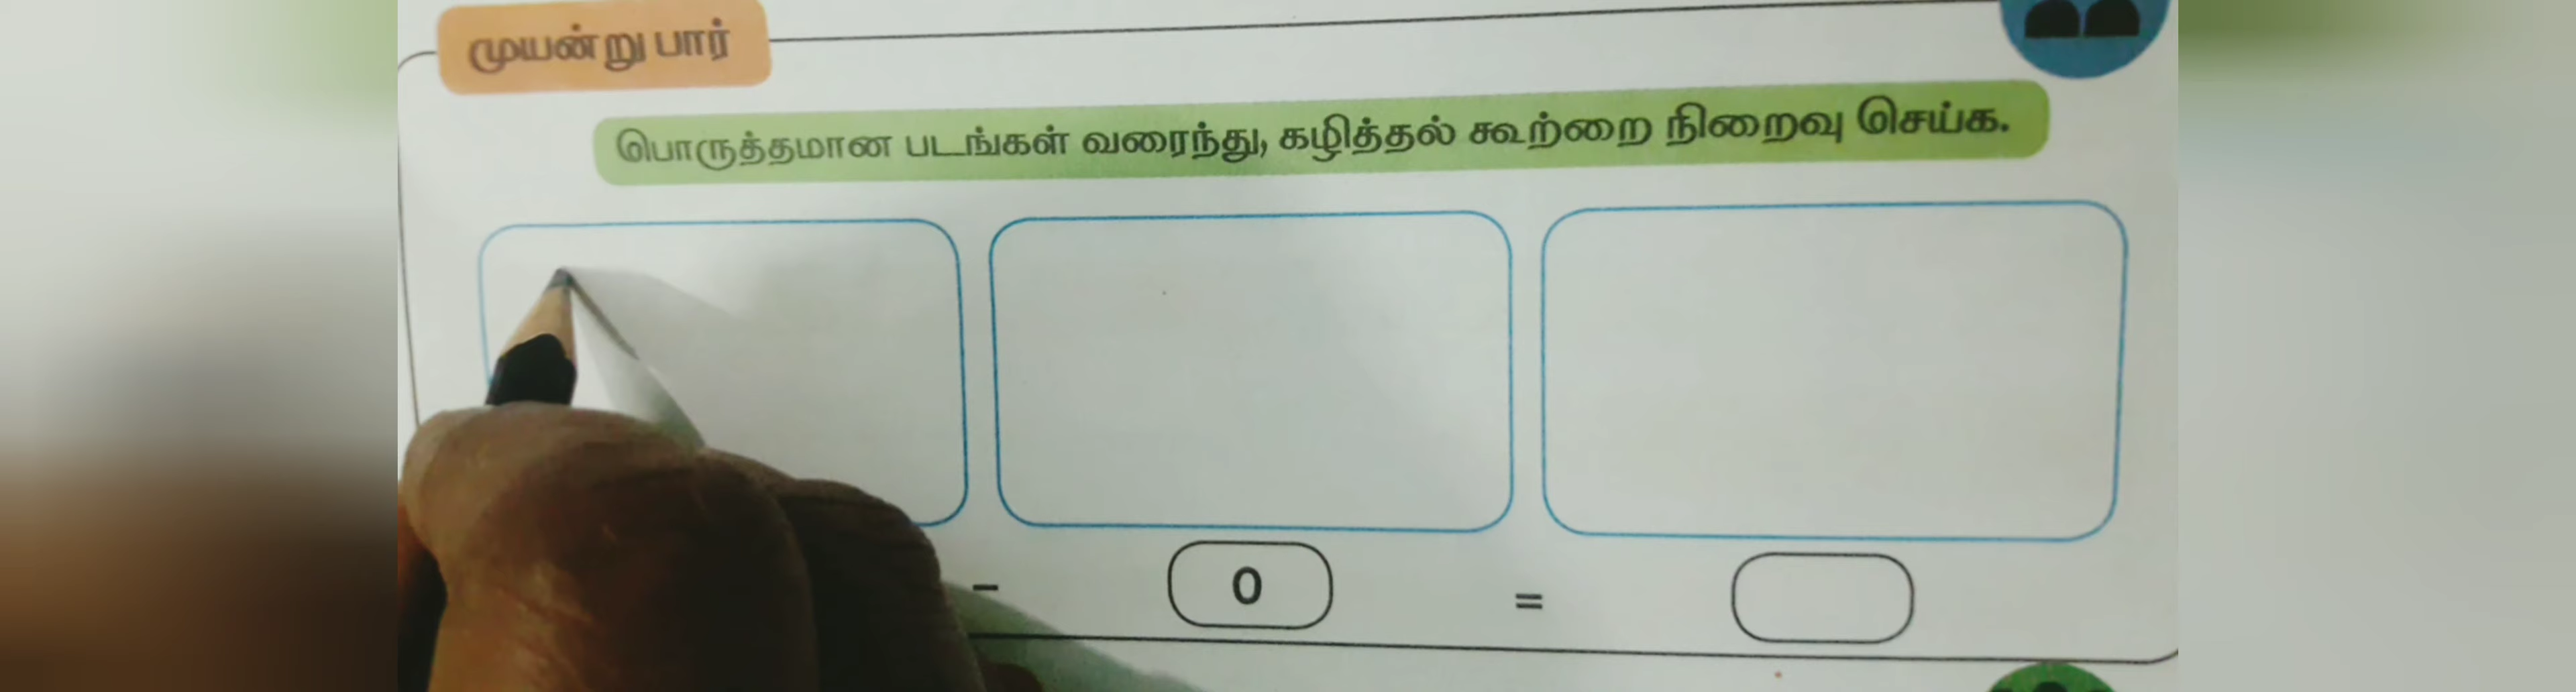 முயன்று பார்
பொருத்தமான படங்கள் வரைந்து, கழித்தல் கூற்றை நிறைவு செய்க.
- 0 =